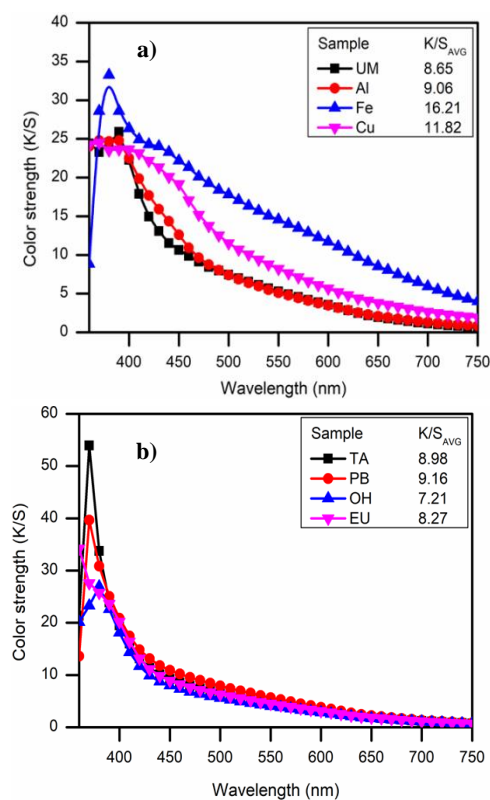 a)
Sample K/S AVG
UM 8.65
Al 9.06
Fe 16.21
Cu 11.82
Color strength (K/S)
40
35
30
25
20
15
10
5
0
400 450 500 550 600 650 700 750
Wavelength (nm)
b)
Sample K/S AVG
TA 8.98
PB 9.16
OH 7.21
EU 8.27
Color strength (K/S)
60
50
40
30
20
10
0
400 450 500 550 600 650 700 750
Wavelength (nm)